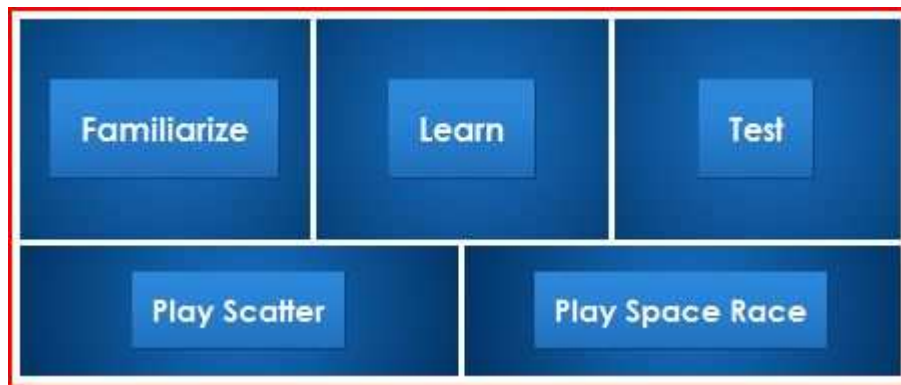 Familiarize
Learn
Test
Play Scatter
Play Space Race